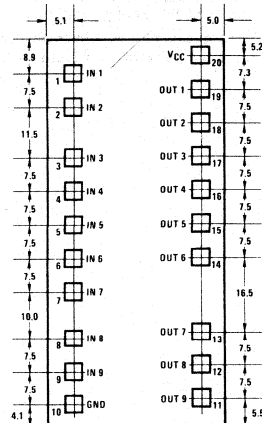 5.1 5.0
8.9 VCC 20 5.2
1 IN 1 7.3
7.5 OUT 1 19
2 IN 2 7.5
OUT 2 18
11.5 7.5
3 IN 3 OUT 3 17
7.5 7.5
4 IN 4 OUT 4 16
7.5 7.5
5 IN 5 OUT 5 15
7.5 7.5
6 IN 6 OUT 6 14
7.5
7 IN 7 16.5
10.0 OUT 7 13
8 IN 8 7.5
7.5 OUT 8 12
9 IN 9 7.5
7.5 OUT 9 11
4.1 10 GND 5.5